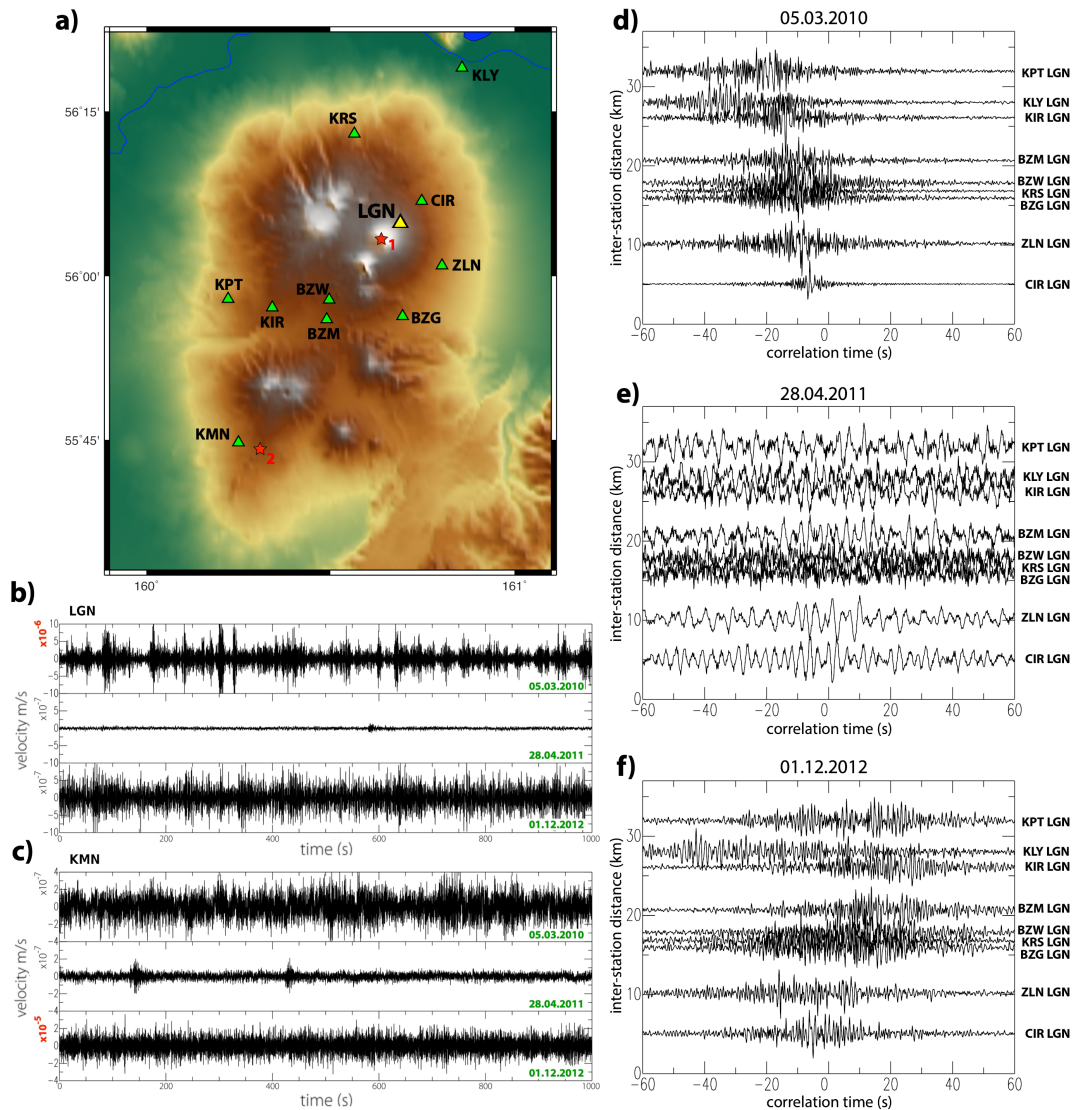 a)
KLY
56°15'
KRS
CIR
LGN
1
ZLN
56°00'
KPT
BZW
KIR
BZM
BZG
55°45'
KMN
2
160°
161°
b)
LGN
x10-6
10
5
0
-5
-10
05.03.2010
velocity m/s
x10-7
5
0
-5
-10
28.04.2011
x10-7
5
0
-5
-10
01.12.2012
0 200 400 600 800 1000
time (s)
c)
KMN
x10-7
4
2
0
-2
-4
05.03.2010
velocity m/s
x10-7
2
0
-2
28.04.2011
x10-5
2
0
-2
-4
01.12.2012
0 200 400 600 800 1000
time (s)
d)
05.03.2010
inter-station distance (km)
30
20
10
0
KPT LGN
KLY LGN
KIR LGN
BZM LGN
BZW LGN
KRS LGN
BZG LGN
ZLN LGN
CIR LGN
-60 -40 -20 0 20 40 60
correlation time (s)
e)
28.04.2011
inter-station distance (km)
30
20
10
0
KPT LGN
KLY LGN
KIR LGN
BZM LGN
BZW LGN
KRS LGN
BZG LGN
ZLN LGN
CIR LGN
-60 -40 -20 0 20 40 60
correlation time (s)
f)
01.12.2012
inter-station distance (km)
30
20
10
0
KPT LGN
KLY LGN
KIR LGN
BZM LGN
BZW LGN
KRS LGN
BZG LGN
ZLN LGN
CIR LGN
-60 -40 -20 0 20 40 60
correlation time (s)